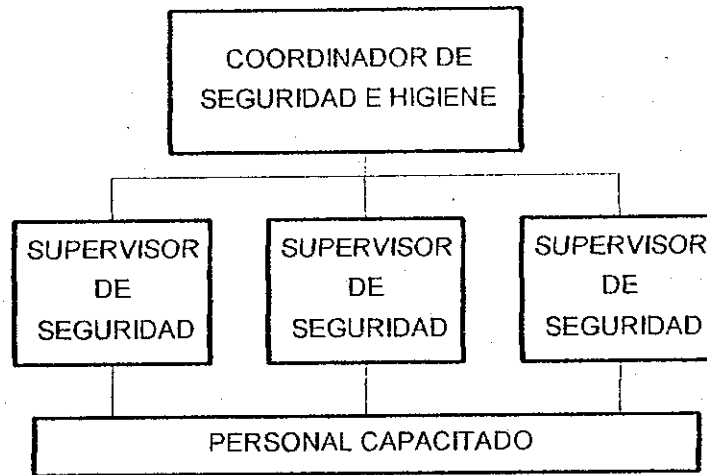 COORDINADOR DE
SEGURIDAD E HIGIENE
SUPERVISOR
DE
SEGURIDAD
SUPERVISOR
DE
SEGURIDAD
SUPERVISOR
DE
SEGURIDAD
PERSONAL CAPACITADO